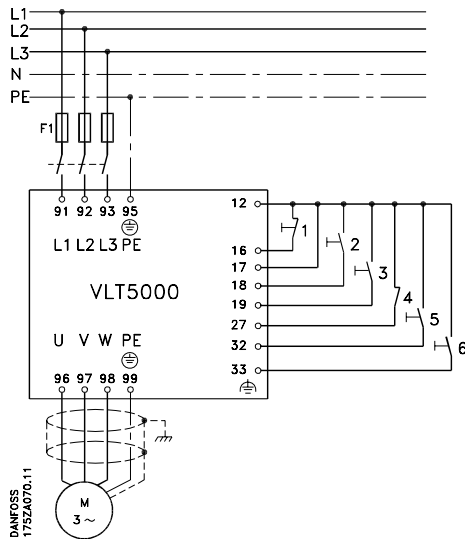 L1
L2
L3
N
PE
F1
91 92 93 95
L1 L2 L3 PE
VLT5000
U V W PE
96 97 98 99
12
16
17
18
19
27
32
33
1
2
3
4
5
6
M
3 ~
DANFOSS
175ZA070.11